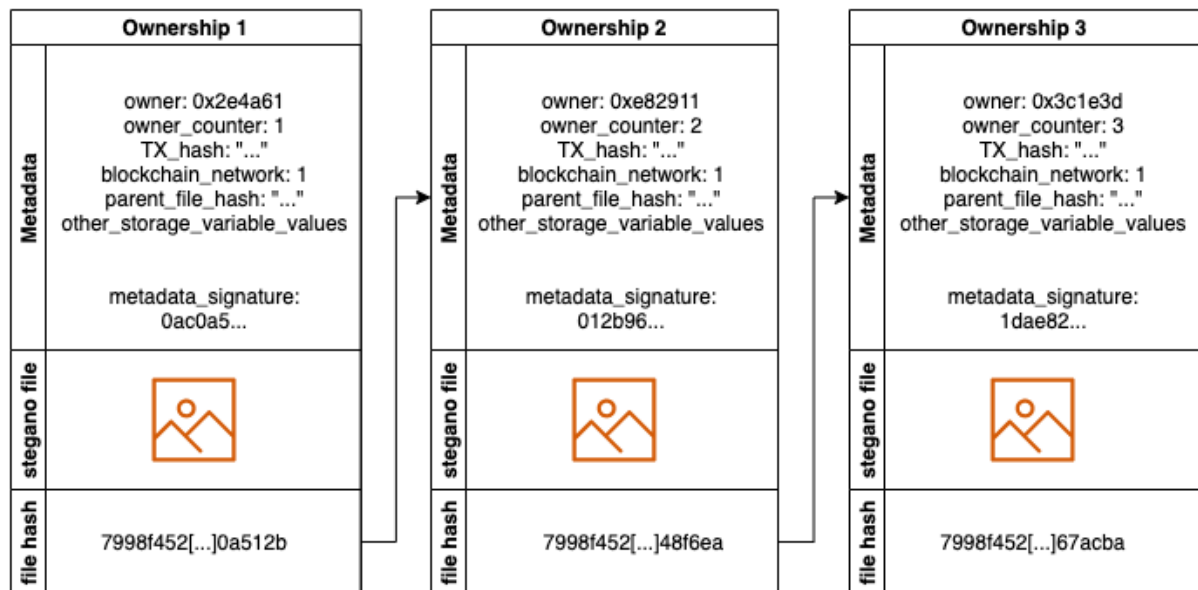 Ownership 1
Metadata
owner: 0x2e4a61
owner_counter: 1
TX_hash: "..."
blockchain_network: 1
parent_file_hash: "..."
other_storage_variable_values
metadata_signature:
0ac0a5...
stegano file
file hash
7998f452[...]0a512b
Ownership 2
Metadata
owner: 0xe82911
owner_counter: 2
TX_hash: "..."
blockchain_network: 1
parent_file_hash: "..."
other_storage_variable_values
metadata_signature:
012b96...
stegano file
file hash
7998f452[...]48f6ea
Ownership 3
Metadata
owner: 0x3c1e3d
owner_counter: 3
TX_hash: "..."
blockchain_network: 1
parent_file_hash: "..."
other_storage_variable_values
metadata_signature:
1dae82...
stegano file
file hash
7998f452[...]67acba